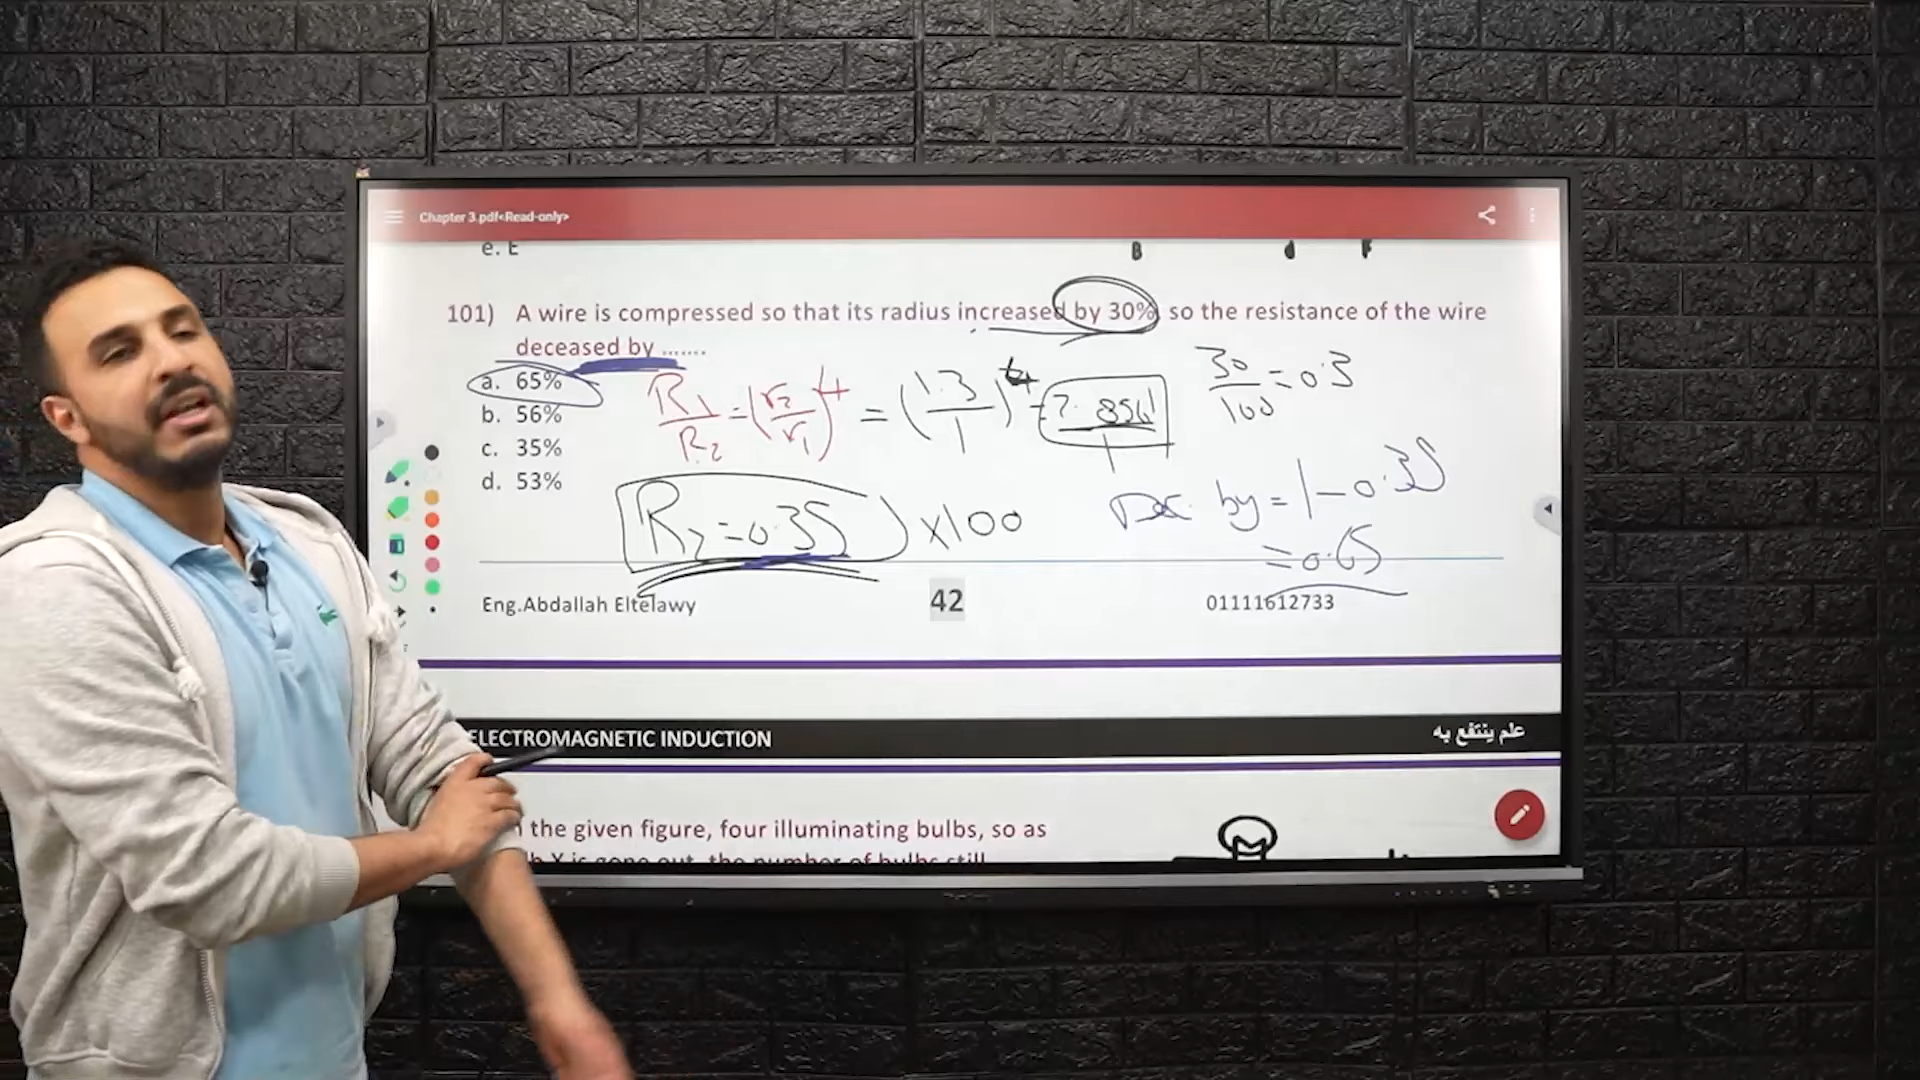 Chapter 3.pdf<Read-only>
e. E
B
F
101) A wire is compressed so that its radius increased by 30% so the resistance of the wire
deceased by .......
a. 65%
b. 56%
c. 35%
d. 53%
R1/R2 = (r2/r1)^4 = (1.3/1)^4 = 2.8561/1
30/100 = 0.3
R2 = 0.35 ) ×100
Dec. by = 1 - 0.35
= 0.65
Eng.Abdallah Eltelawy
42
01111612733
ELECTROMAGNETIC INDUCTION
علم ينتفع به
the given figure, four illuminating bulbs, so as